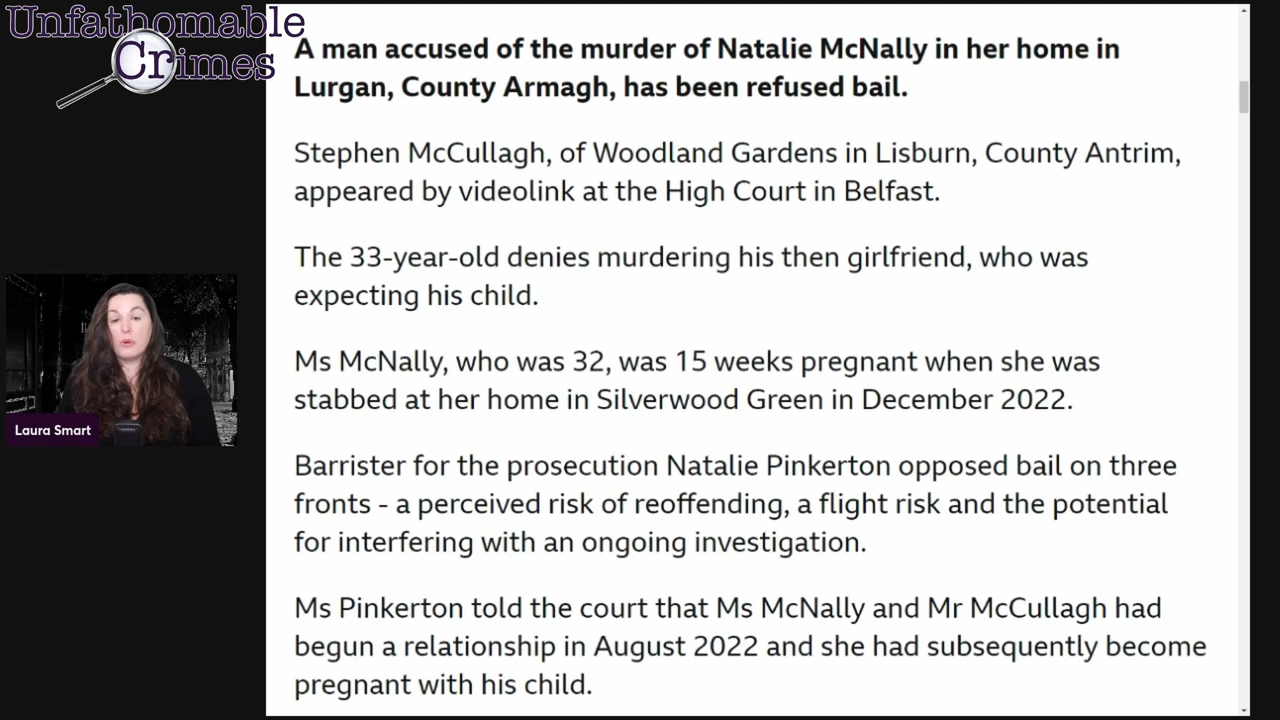 Unfathomable
Crimes
A man accused of the murder of Natalie McNally in her home in
Lurgan, County Armagh, has been refused bail.
Stephen McCullagh, of Woodland Gardens in Lisburn, County Antrim,
appeared by videolink at the High Court in Belfast.
The 33-year-old denies murdering his then girlfriend, who was
expecting his child.
Ms McNally, who was 32, was 15 weeks pregnant when she was
stabbed at her home in Silverwood Green in December 2022.
Barrister for the prosecution Natalie Pinkerton opposed bail on three
fronts - a perceived risk of reoffending, a flight risk and the potential
for interfering with an ongoing investigation.
Ms Pinkerton told the court that Ms McNally and Mr McCullagh had
begun a relationship in August 2022 and she had subsequently become
pregnant with his child.
Laura Smart